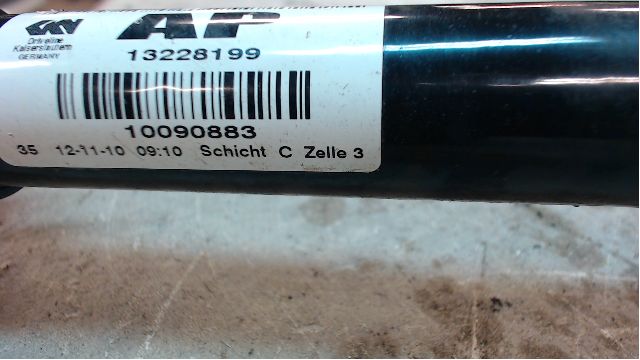 GKN
Driveline
Kaiserslautern
GERMANY
AP
13228199
10090883
35 12-11-10 09:10 Schicht C Zelle 3